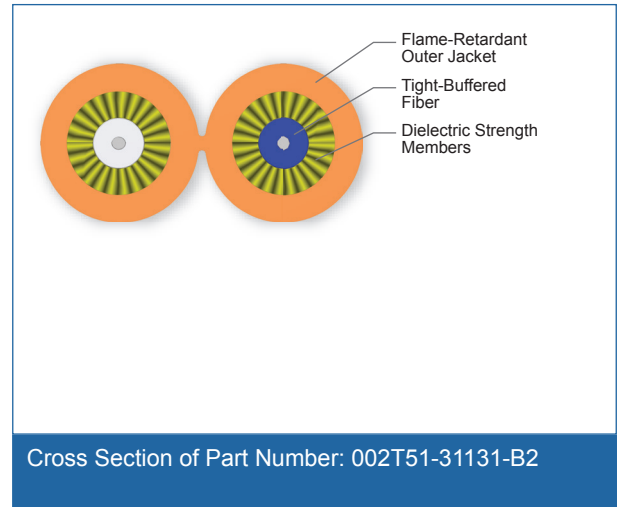 Flame-Retardant
Outer Jacket
Tight-Buffered
Fiber
Dielectric Strength
Members
Cross Section of Part Number: 002T51-31131-B2